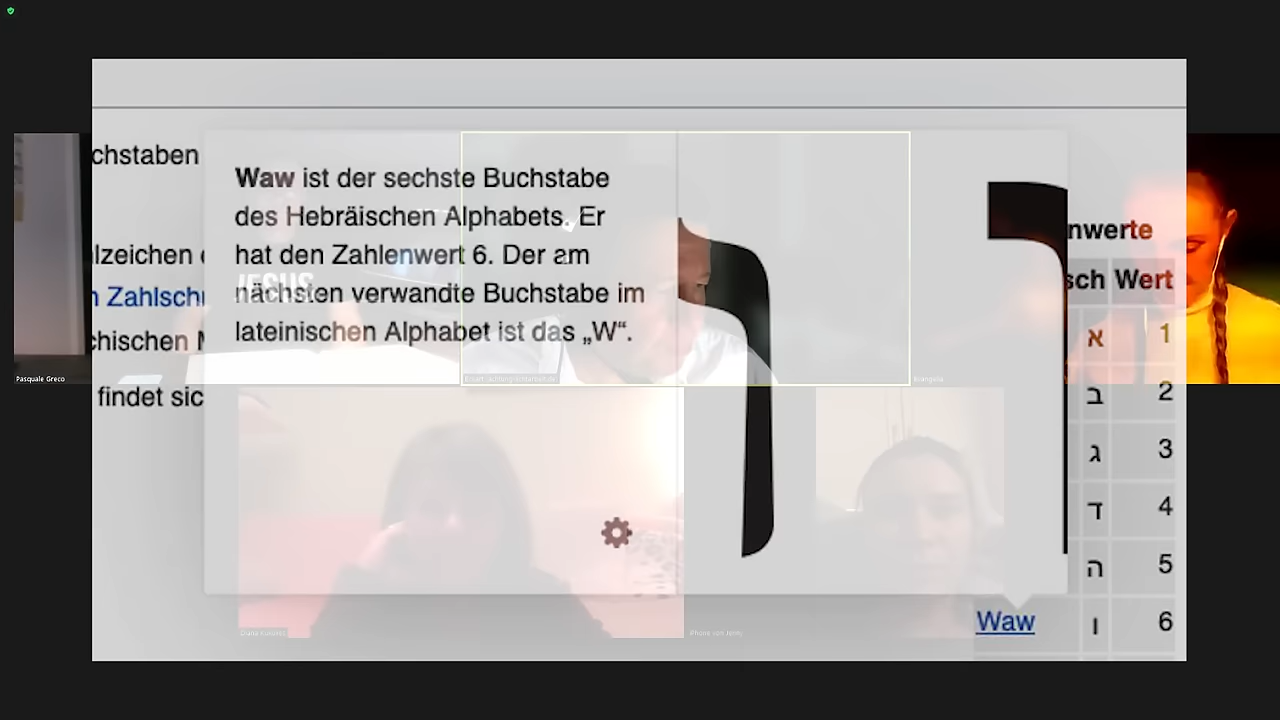 chstaben
Waw ist der sechste Buchstabe
des Hebräischen Alphabets. Er
hat den Zahlenwert 6. Der am
nächsten verwandte Buchstabe im
lateinischen Alphabet ist das „W“.
lzeichen
n Zahlsch
chischen
findet sic
JESUS
ו
nwerte
sch Wert
א 1
ב 2
ג 3
ד 4
ה 5
Waw ו 6
Pasquale Greco